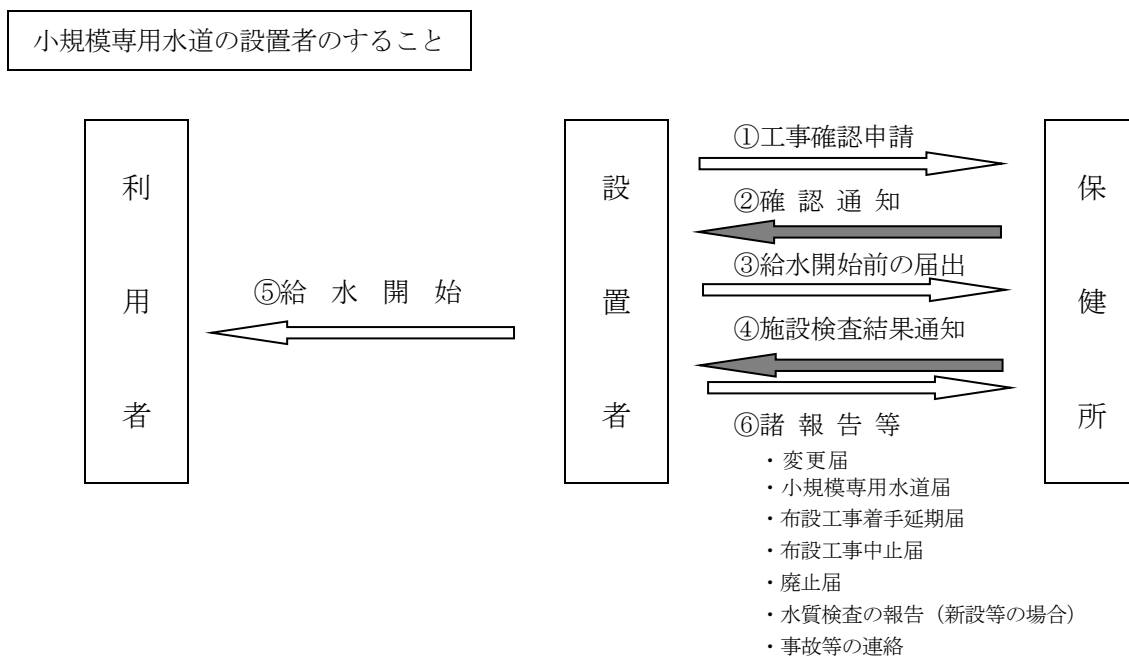 小規模専用水道の設置者のすること
利用者
設置者
保健所
①工事確認申請
②確認通知
③給水開始前の届出
④施設検査結果通知
⑤給水開始
⑥諸報告等
・変更届
・小規模専用水道届
・布設工事着手延期届
・布設工事中止届
・廃止届
・水質検査の報告（新設等の場合）
・事故等の連絡